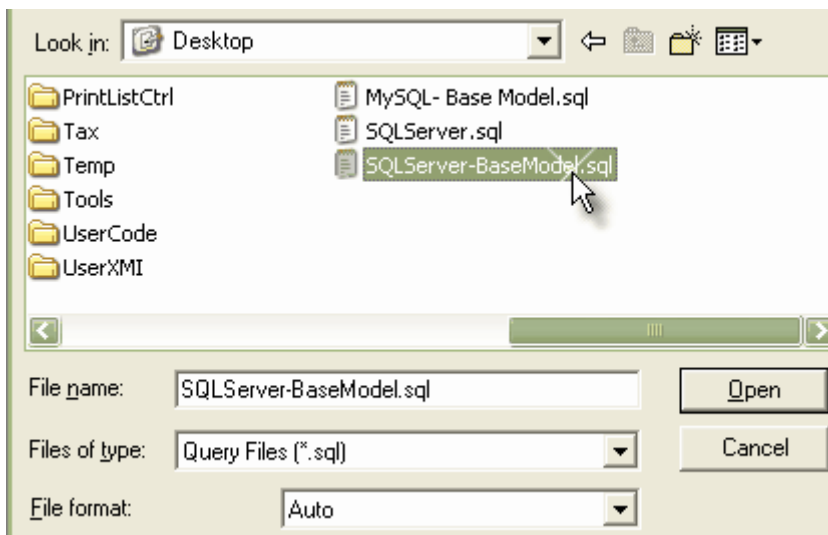 Look in: Desktop
PrintListCtrl
Tax
Temp
Tools
UserCode
UserXMI
MySQL- Base Model.sql
SQLServer.sql
SQLServer-BaseModel.sql
File name: SQLServer-BaseModel.sql Open
Files of type: Query Files (*.sql) Cancel
File format: Auto